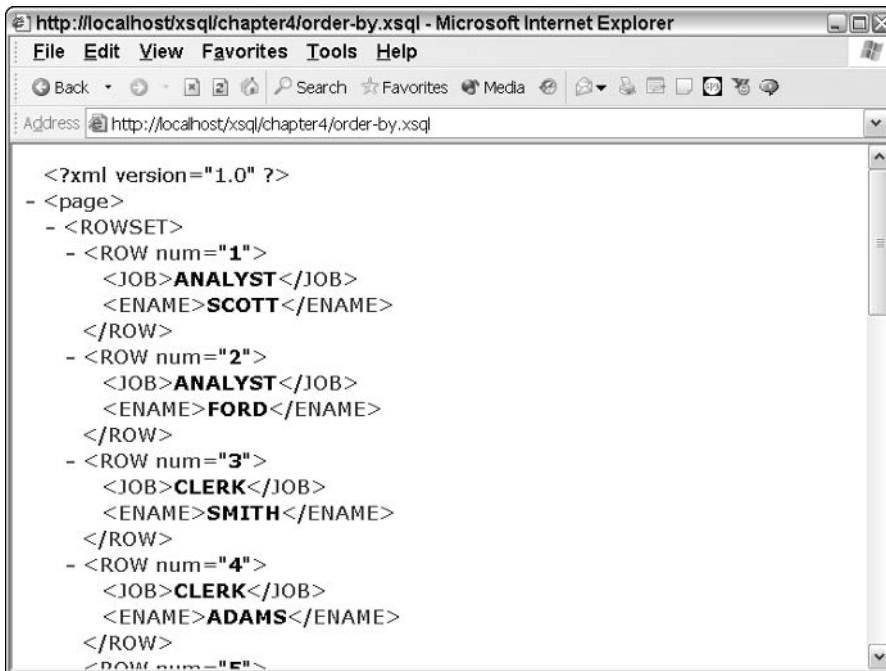 http://localhost/xsql/chapter4/order-by.xsql - Microsoft Internet Explorer
File Edit View Favorites Tools Help
Back Search Favorites Media
Address http://localhost/xsql/chapter4/order-by.xsql
<?xml version="1.0" ?>
- <page>
- <ROWSET>
- <ROW num="1">
<JOB>ANALYST</JOB>
<ENAME>SCOTT</ENAME>
</ROW>
- <ROW num="2">
<JOB>ANALYST</JOB>
<ENAME>FORD</ENAME>
</ROW>
- <ROW num="3">
<JOB>CLERK</JOB>
<ENAME>SMITH</ENAME>
</ROW>
- <ROW num="4">
<JOB>CLERK</JOB>
<ENAME>ADAMS</ENAME>
</ROW>
- <ROW num="5">